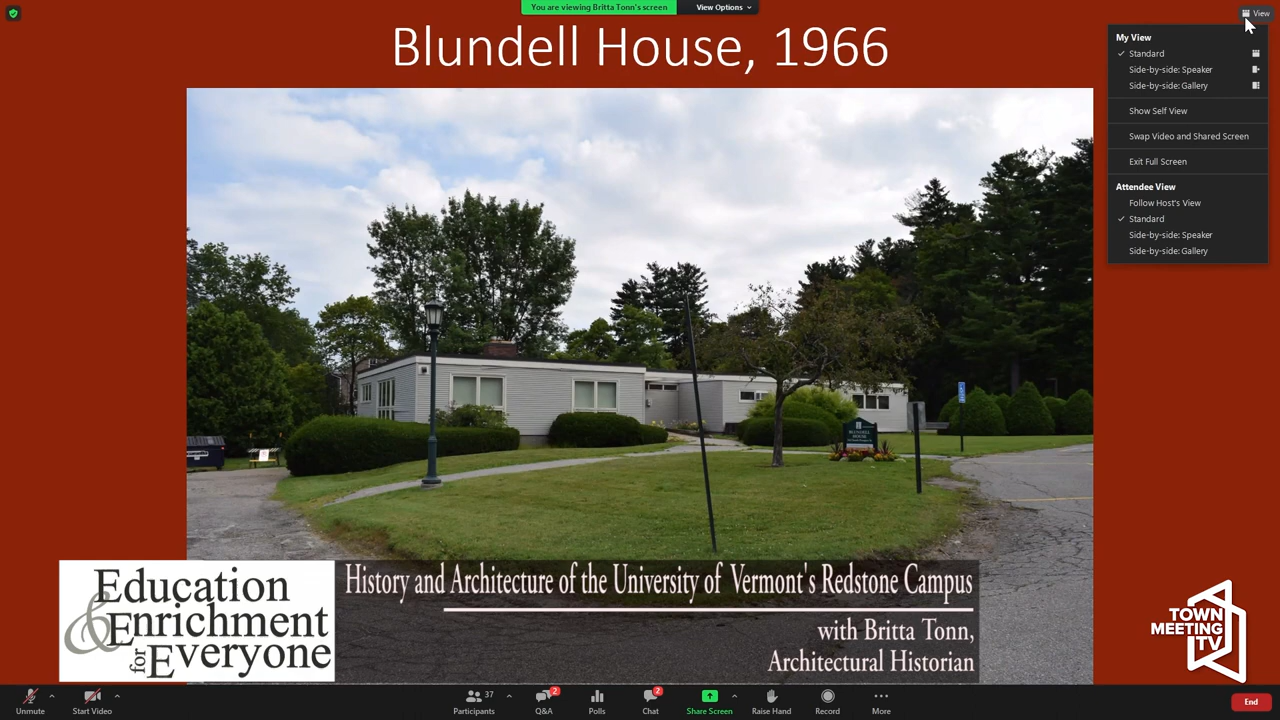 You are viewing Britta Tonn's screen
View Options
View
Blundell House, 1966
My View
Standard
Side-by-side: Speaker
Side-by-side: Gallery
Show Self View
Swap Video and Shared Screen
Exit Full Screen
Attendee View
Follow Host's View
Standard
Side-by-side: Speaker
Side-by-side: Gallery
BLUNDELL
HOUSE
Education
& Enrichment
for Everyone
History and Architecture of the University of Vermont's Redstone Campus
with Britta Tonn,
Architectural Historian
TOWN
MEETING
TV
Unmute
Start Video
37
Participants
2
Q&A
Polls
2
Chat
Share Screen
Raise Hand
Record
More
End